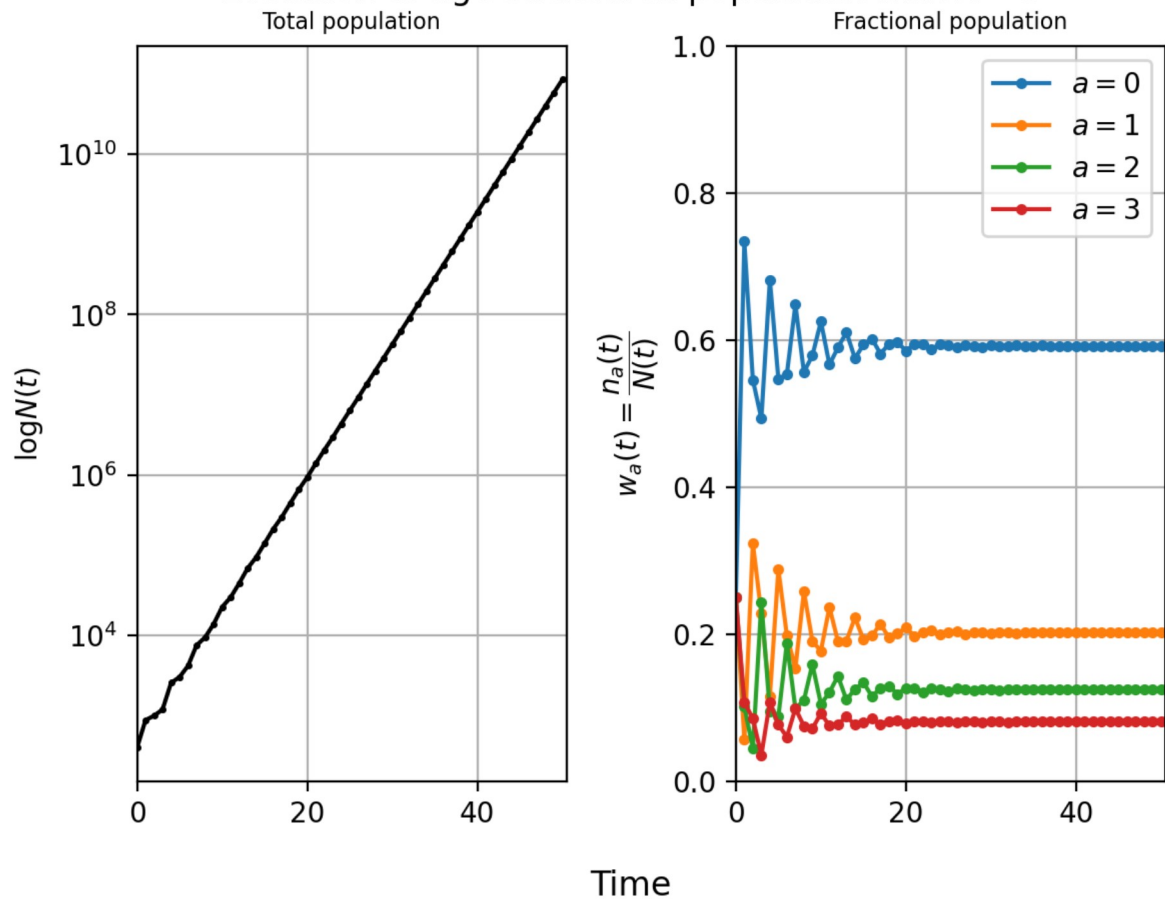 Total population
Fractional population
10^10
10^8
10^6
10^4
logN(t)
0
20
40
1.0
0.8
0.6
0.4
0.2
0.0
w_a(t) = n_a(t)/N(t)
a = 0
a = 1
a = 2
a = 3
0
20
40
Time